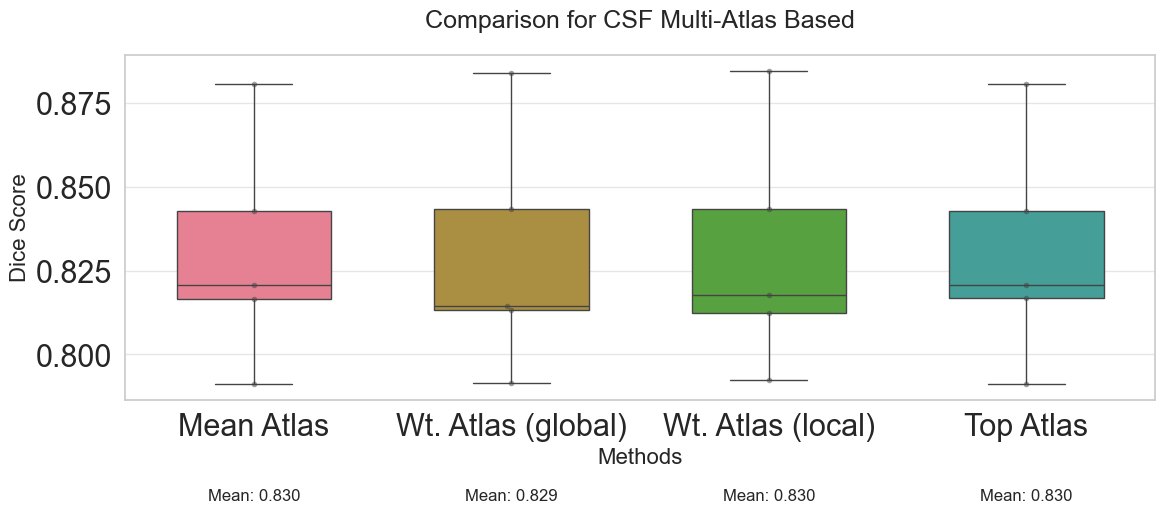 Comparison for CSF Multi-Atlas Based
Dice Score
0.875
0.850
0.825
0.800
Mean Atlas Wt. Atlas (global) Wt. Atlas (local) Top Atlas
Methods
Mean: 0.830 Mean: 0.829 Mean: 0.830 Mean: 0.830